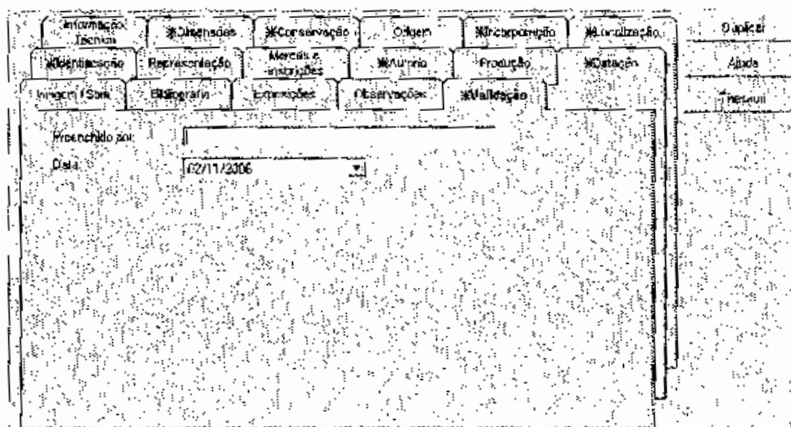 Informação Técnica
✱Dimensões
✱Conservação
Origem
✱Incorporação
✱Localização
Duplicar
✱Identificação
Representação
Marcas e inscrições
✱Autoria
Produção
✱Datação
Ajuda
Imagem / Som
Bibliografia
Exposições
Observações
✱Validação
Thesauri
Preenchido por:
Data:
02/11/2006